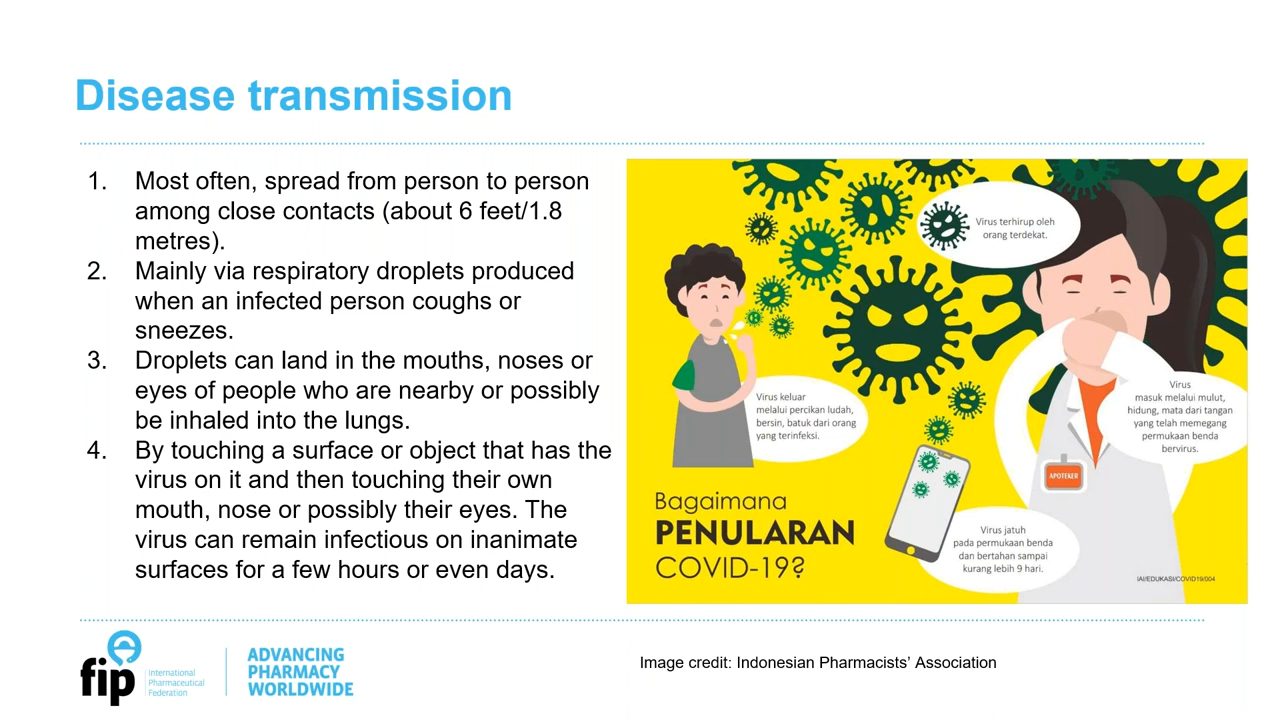 Disease transmission
1. Most often, spread from person to person
among close contacts (about 6 feet/1.8
metres).
2. Mainly via respiratory droplets produced
when an infected person coughs or
sneezes.
3. Droplets can land in the mouths, noses or
eyes of people who are nearby or possibly
be inhaled into the lungs.
4. By touching a surface or object that has the
virus on it and then touching their own
mouth, nose or possibly their eyes. The
virus can remain infectious on inanimate
surfaces for a few hours or even days.
Virus terhirup oleh
orang terdekat.
Virus keluar
melalui percikan ludah,
bersin, batuk dari orang
yang terinfeksi.
Virus
masuk melalui mulut,
hidung, mata dari tangan
yang telah memegang
permukaan benda
bervirus.
APOTEKER
Bagaimana
PENULARAN
COVID-19?
Virus jatuh
pada permukaan benda
dan bertahan sampai
kurang lebih 9 hari.
IAI/EDUKASI/COVID19/004
fip
International
Pharmaceutical
Federation
ADVANCING
PHARMACY
WORLDWIDE
Image credit: Indonesian Pharmacists’ Association